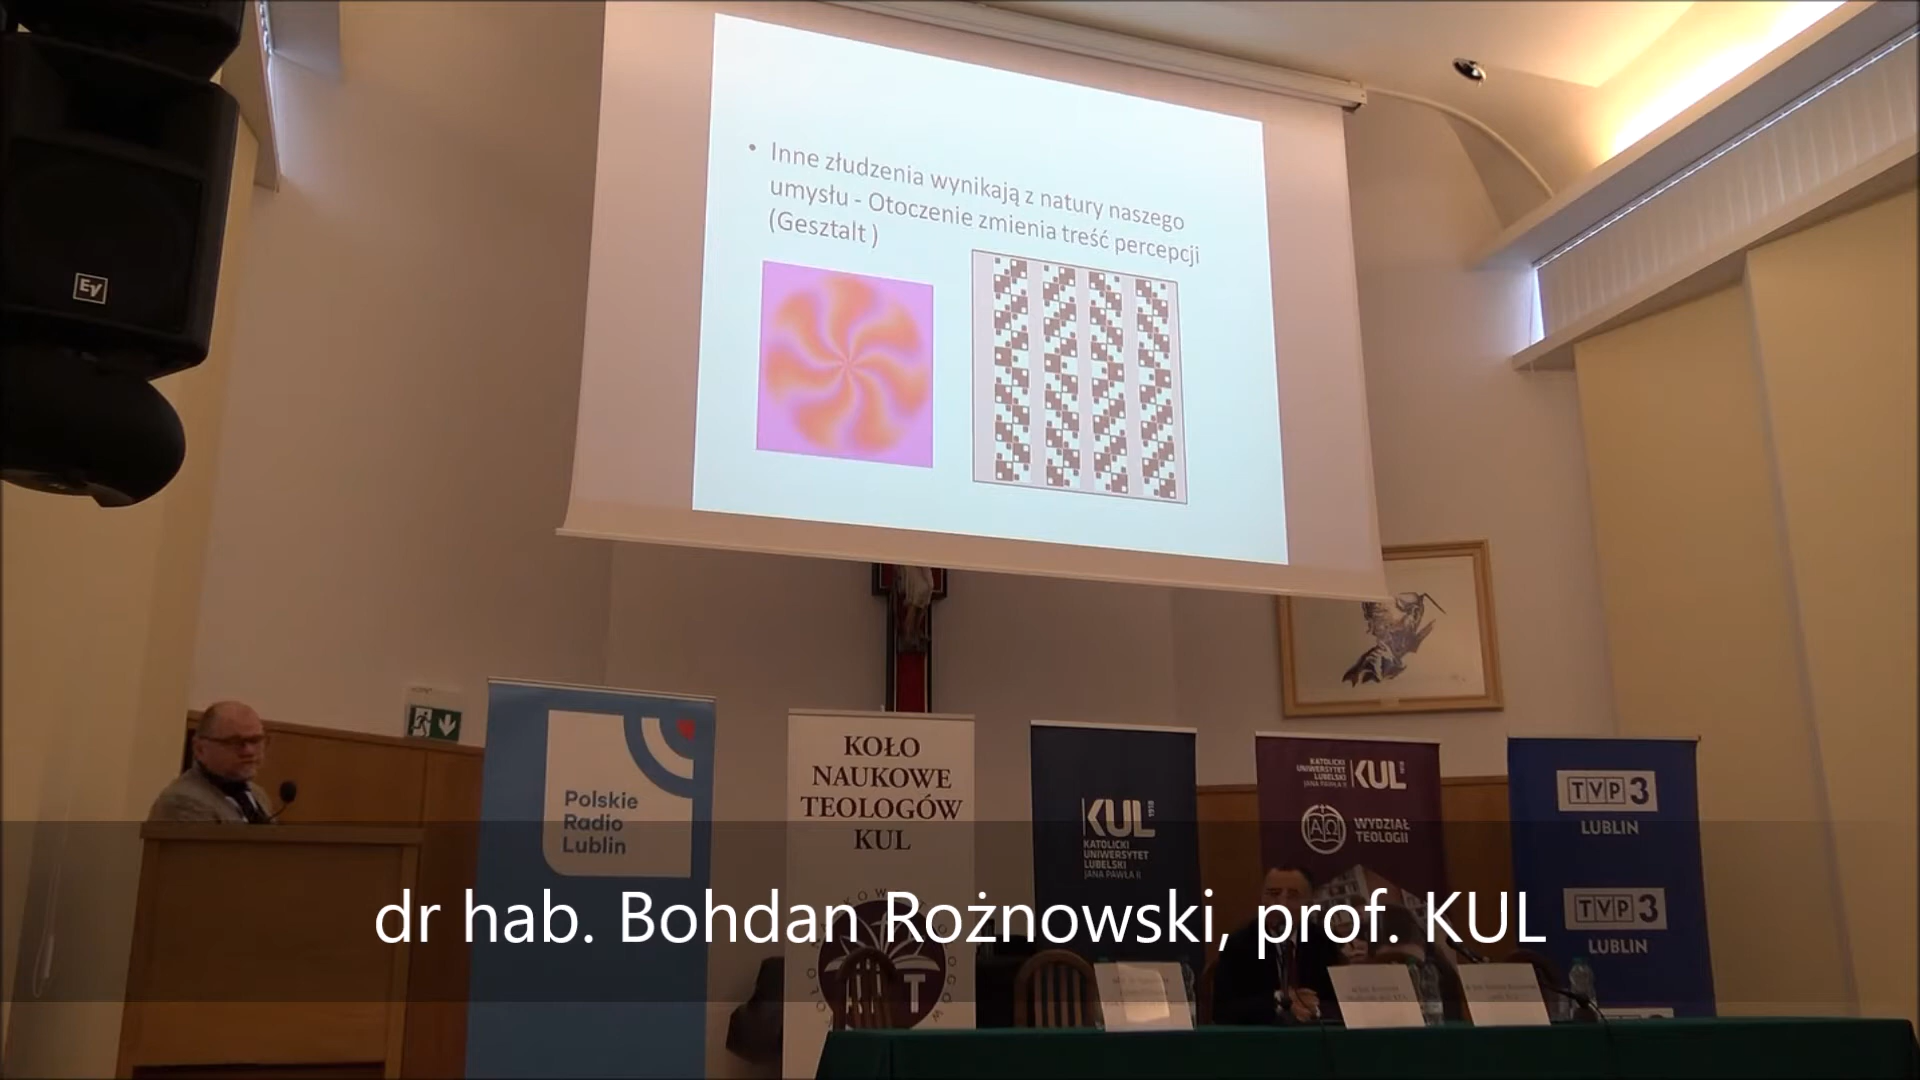 • Inne złudzenia wynikają z natury naszego
umysłu - Otoczenie zmienia treść percepcji
(Gesztalt )
EV
Polskie
Radio
Lublin
KOŁO
NAUKOWE
TEOLOGÓW
KUL
KUL 1918
KATOLICKI
UNIWERSYTET
LUBELSKI
JANA PAWŁA II
KATOLICKI
UNIWERSYTET
LUBELSKI
JANA PAWŁA II
KUL 1918
WYDZIAŁ
TEOLOGII
TVP3
LUBLIN
TVP3
LUBLIN
dr hab. Bohdan Rożnowski, prof. KUL